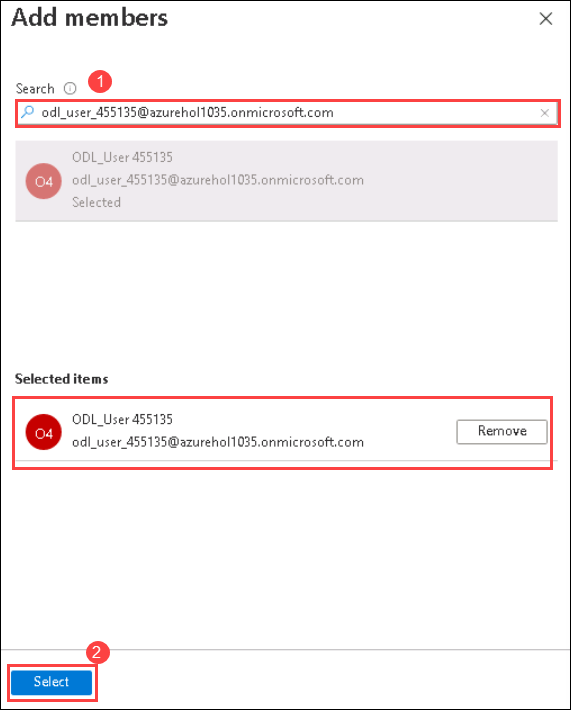 Add members
Search
1
odl_user_455135@azurehol1035.onmicrosoft.com
ODL_User 455135
O4
odl_user_455135@azurehol1035.onmicrosoft.com
Selected
Selected items
ODL_User 455135
O4
odl_user_455135@azurehol1035.onmicrosoft.com
Remove
2
Select